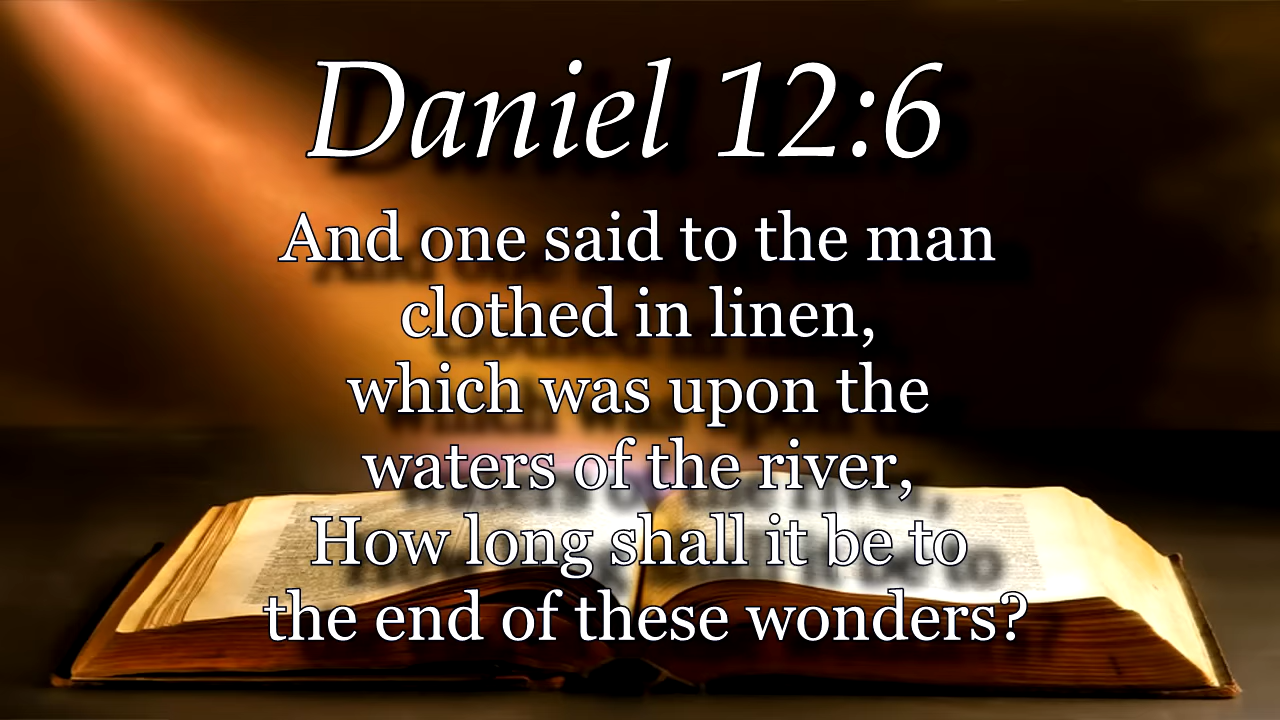 Daniel 12:6
And one said to the man
clothed in linen,
which was upon the
waters of the river,
How long shall it be to
the end of these wonders?